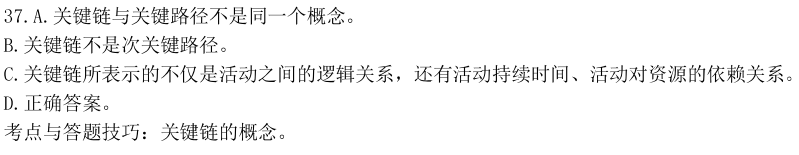 37.A.关键链与关键路径不是同一个概念。
B.关键链不是次关键路径。
C.关键链所表示的不仅是活动之间的逻辑关系，还有活动持续时间、活动对资源的依赖关系。
D.正确答案。
考点与答题技巧：关键链的概念。